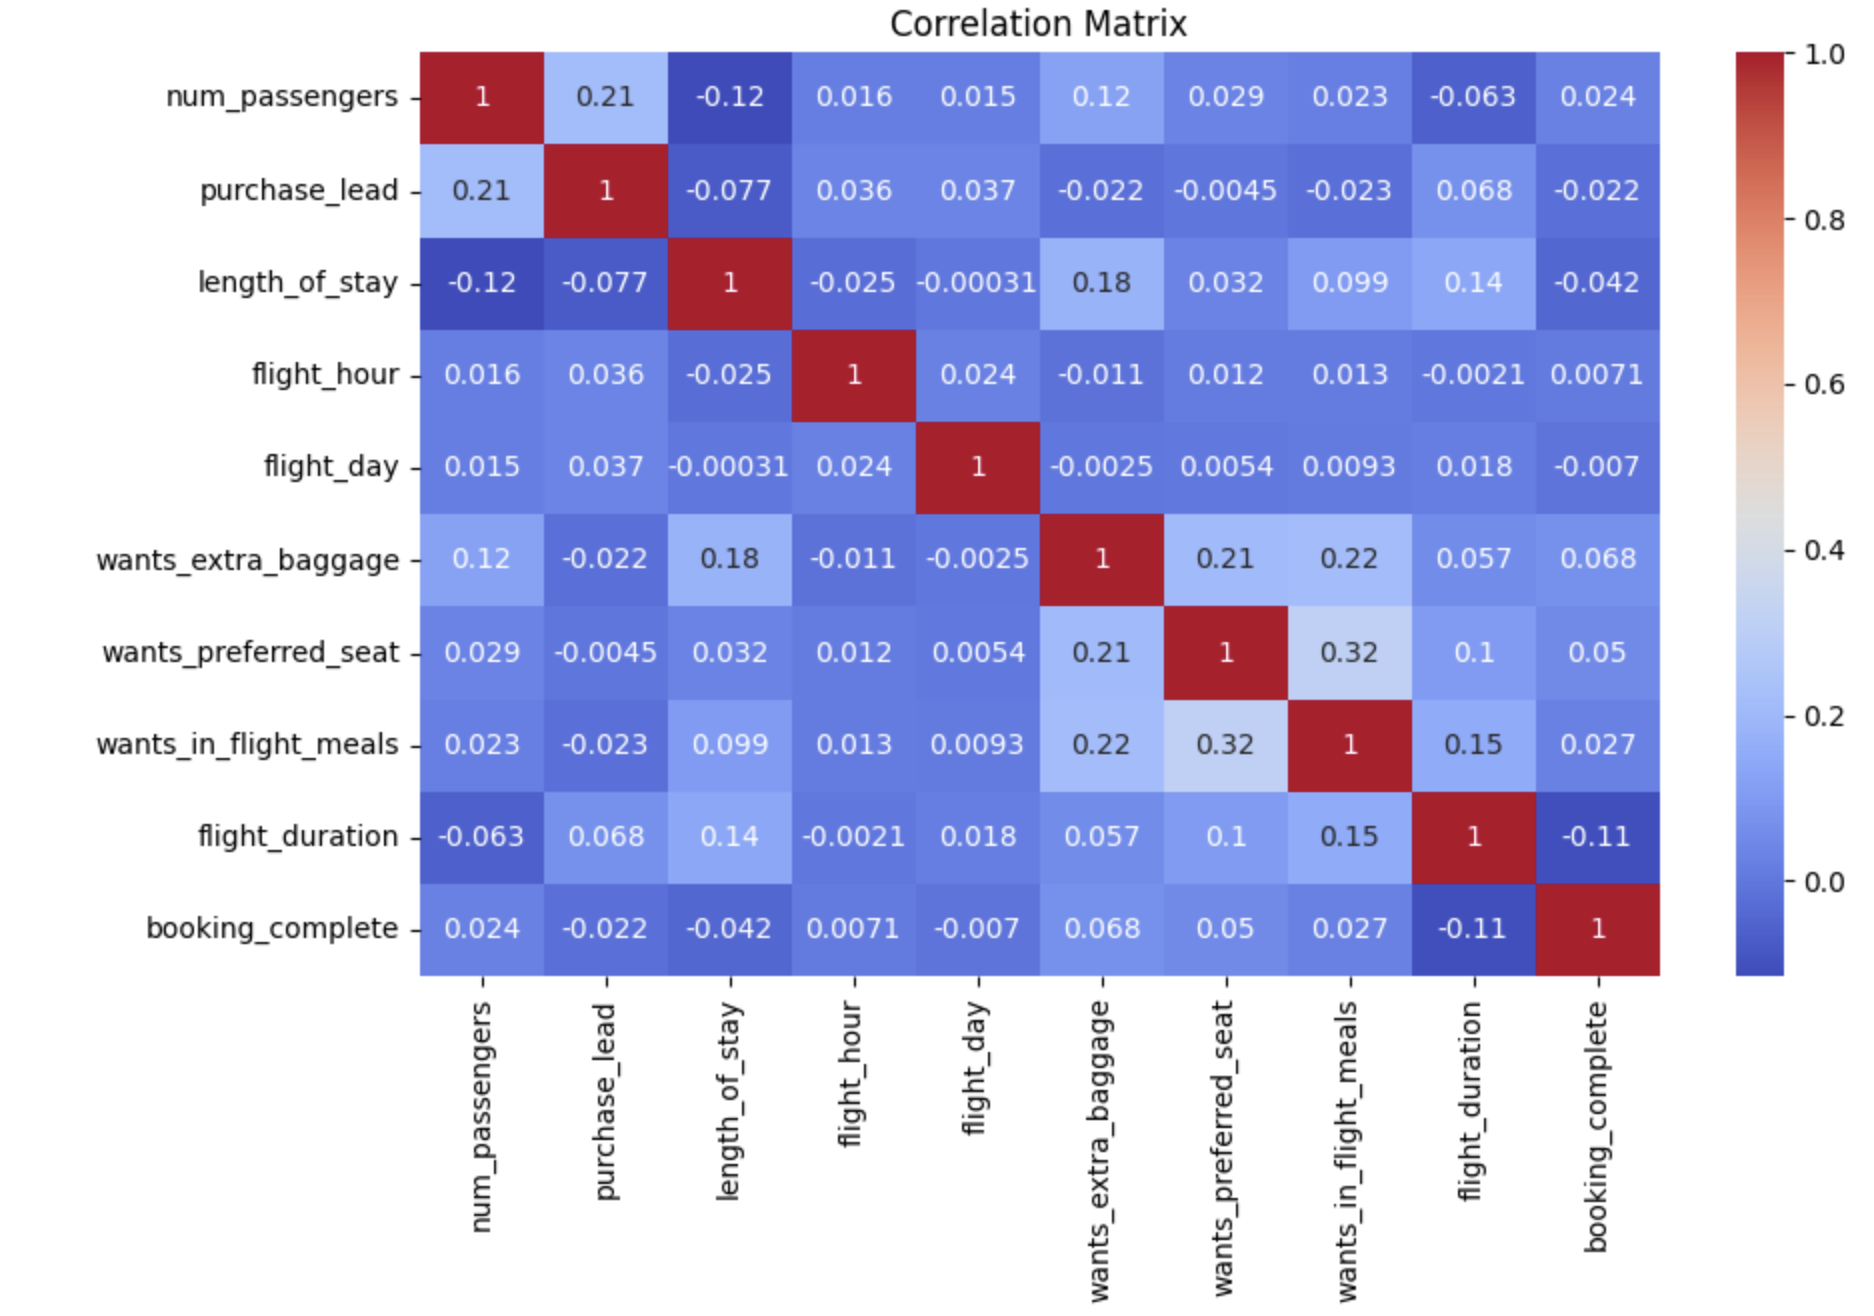 Correlation Matrix
num_passengers 1 0.21 -0.12 0.016 0.015 0.12 0.029 0.023 -0.063 0.024
purchase_lead 0.21 1 -0.077 0.036 0.037 -0.022 -0.0045 -0.023 0.068 -0.022
length_of_stay -0.12 -0.077 1 -0.025 -0.00031 0.18 0.032 0.099 0.14 -0.042
flight_hour 0.016 0.036 -0.025 1 0.024 -0.011 0.012 0.013 -0.0021 0.0071
flight_day 0.015 0.037 -0.00031 0.024 1 -0.0025 0.0054 0.0093 0.018 -0.007
wants_extra_baggage 0.12 -0.022 0.18 -0.011 -0.0025 1 0.21 0.22 0.057 0.068
wants_preferred_seat 0.029 -0.0045 0.032 0.012 0.0054 0.21 1 0.32 0.1 0.05
wants_in_flight_meals 0.023 -0.023 0.099 0.013 0.0093 0.22 0.32 1 0.15 0.027
flight_duration -0.063 0.068 0.14 -0.0021 0.018 0.057 0.1 0.15 1 -0.11
booking_complete 0.024 -0.022 -0.042 0.0071 -0.007 0.068 0.05 0.027 -0.11 1
num_passengers
purchase_lead
length_of_stay
flight_hour
flight_day
wants_extra_baggage
wants_preferred_seat
wants_in_flight_meals
flight_duration
booking_complete
1.0
0.8
0.6
0.4
0.2
0.0